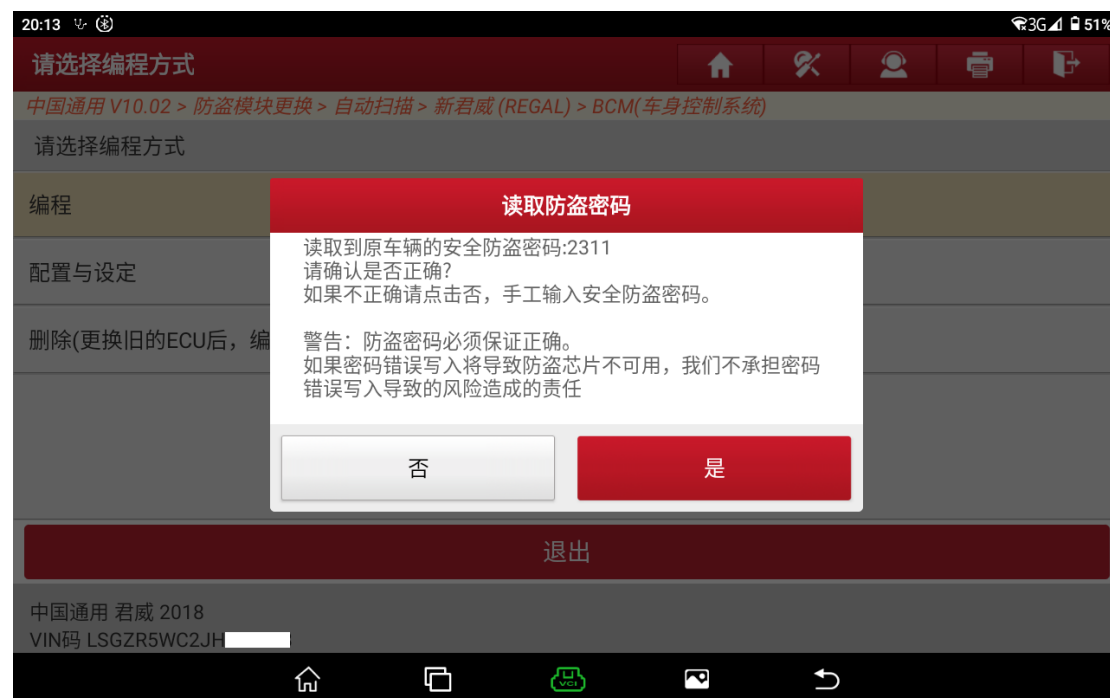 20:13
3G 51%
请选择编程方式
中国通用 V10.02 > 防盗模块更换 > 自动扫描 > 新君威 (REGAL) > BCM(车身控制系统)
请选择编程方式
编程
配置与设定
删除(更换旧的ECU后，编
读取防盗密码
读取到原车辆的安全防盗密码:2311
请确认是否正确?
如果不正确请点击否，手工输入安全防盗密码。
警告：防盗密码必须保证正确。
如果密码错误写入将导致防盗芯片不可用，我们不承担密码
错误写入导致的风险造成的责任
否
是
退出
中国通用 君威 2018
VIN码 LSGZR5WC2JH
VCI